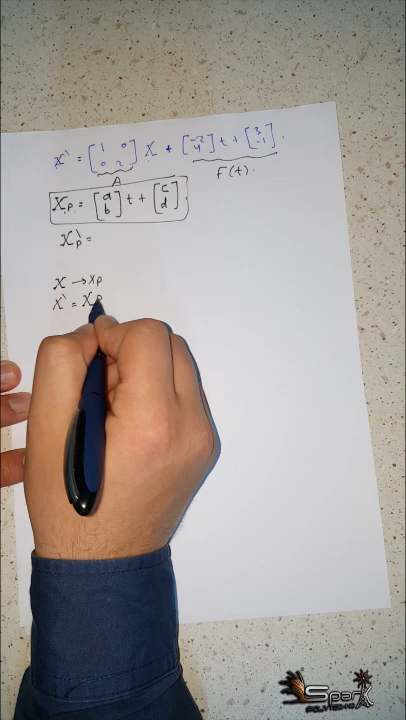 x' = [1 0; 0 2] X + [-2; -4] t + [3; -1].
A
F(t).
Xp = [a; b] t + [c; d]
Xp' =
X → Xp
X' = Xp
Spark